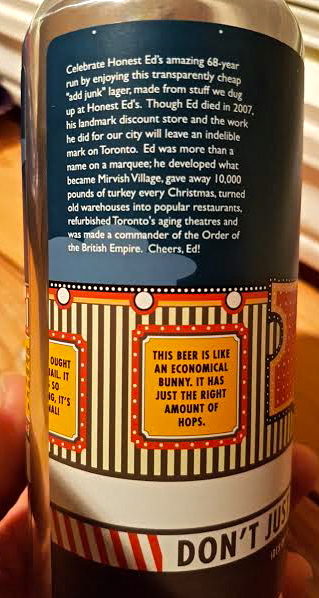 Celebrate Honest Ed's amazing 68-year
run by enjoying this transparently cheap
"add junk" lager, made from stuff we dug
up at Honest Ed's. Though Ed died in 2007,
his landmark discount store and the work
he did for our city will leave an indelible
mark on Toronto. Ed was more than a
name on a marquee; he developed what
became Mirvish Village, gave away 10,000
pounds of turkey every Christmas, turned
old warehouses into popular restaurants,
refurbished Toronto's aging theatres and
was made a commander of the Order of
the British Empire. Cheers, Ed!
OUGHT
JAIL. IT
SO
IT'S
THIS BEER IS LIKE
AN ECONOMICAL
BUNNY. IT HAS
JUST THE RIGHT
AMOUNT OF
HOPS.
DON'T JUS